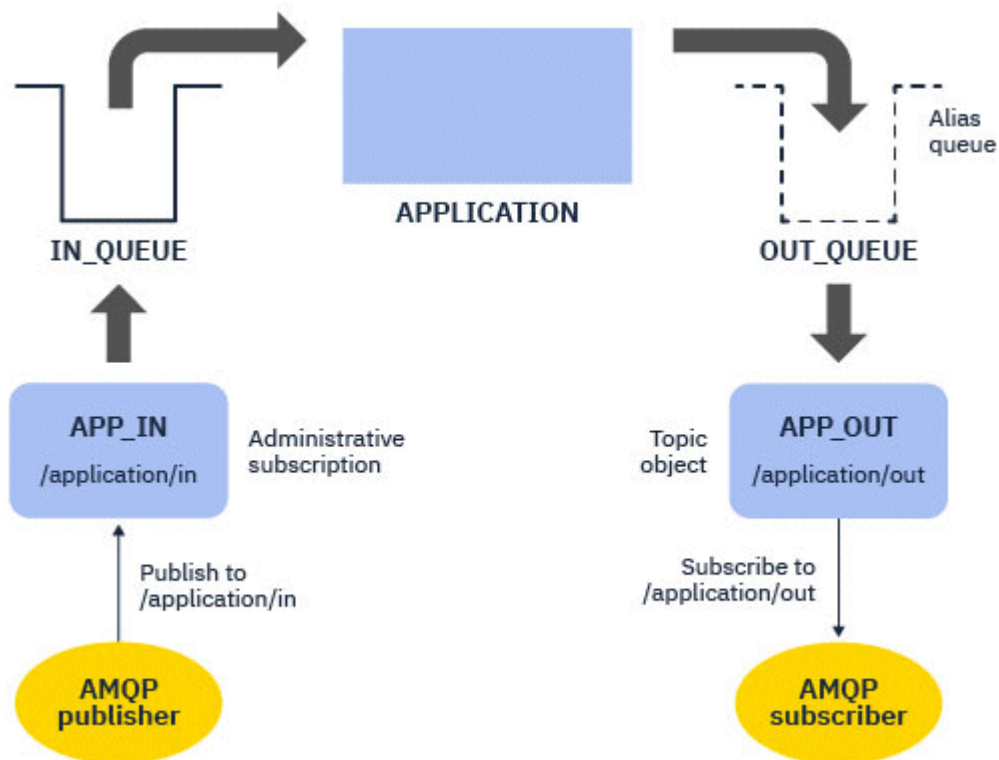 Alias
queue
APPLICATION
IN_QUEUE
OUT_QUEUE
APP_IN
/application/in
Administrative
subscription
Topic
object
APP_OUT
/application/out
Publish to
/application/in
Subscribe to
/application/out
AMQP
publisher
AMQP
subscriber